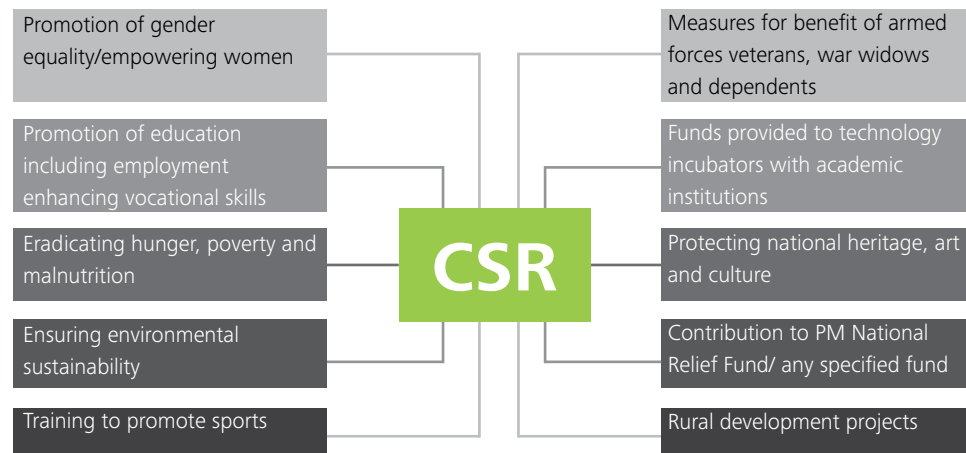 Promotion of gender
equality/empowering women
Promotion of education
including employment
enhancing vocational skills
Eradicating hunger, poverty and
malnutrition
Ensuring environmental
sustainability
Training to promote sports
CSR
Measures for benefit of armed
forces veterans, war widows
and dependents
Funds provided to technology
incubators with academic
institutions
Protecting national heritage, art
and culture
Contribution to PM National
Relief Fund/ any specified fund
Rural development projects